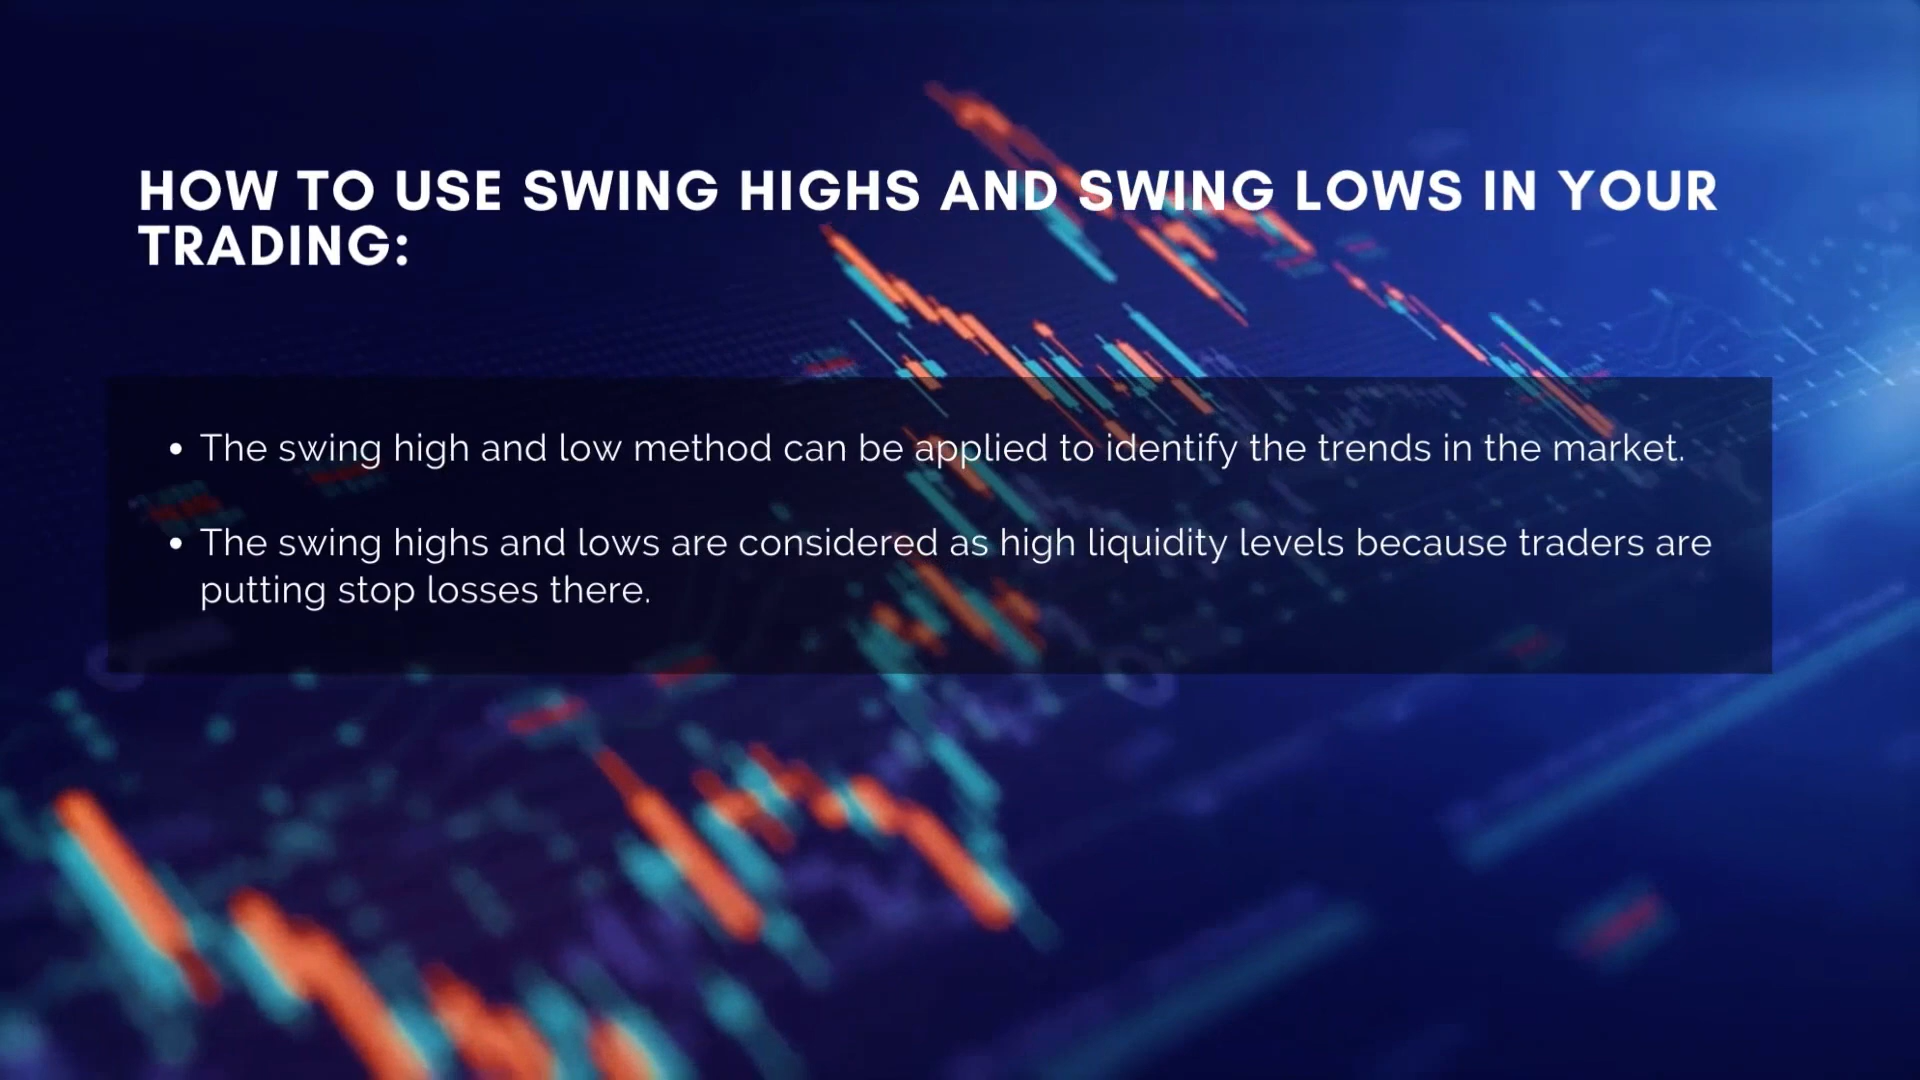 HOW TO USE SWING HIGHS AND SWING LOWS IN YOUR
TRADING:
• The swing high and low method can be applied to identify the trends in the market.
• The swing highs and lows are considered as high liquidity levels because traders are
putting stop losses there.